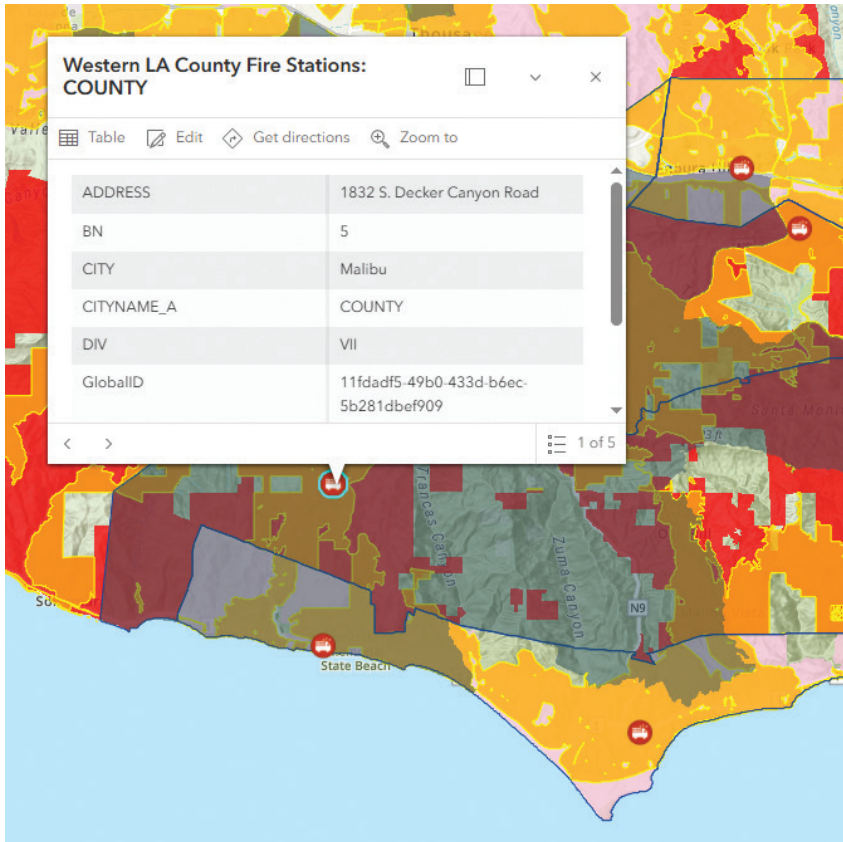 Western LA County Fire Stations:
COUNTY
Table Edit Get directions Zoom to
ADDRESS 1832 S. Decker Canyon Road
BN 5
CITY Malibu
CITYNAME_A COUNTY
DIV VII
GlobalID 11fdadf5-49b0-433d-b6ec-
5b281dbef909
1 of 5
Trancas Canyon
Zuma Canyon
N9
State Beach